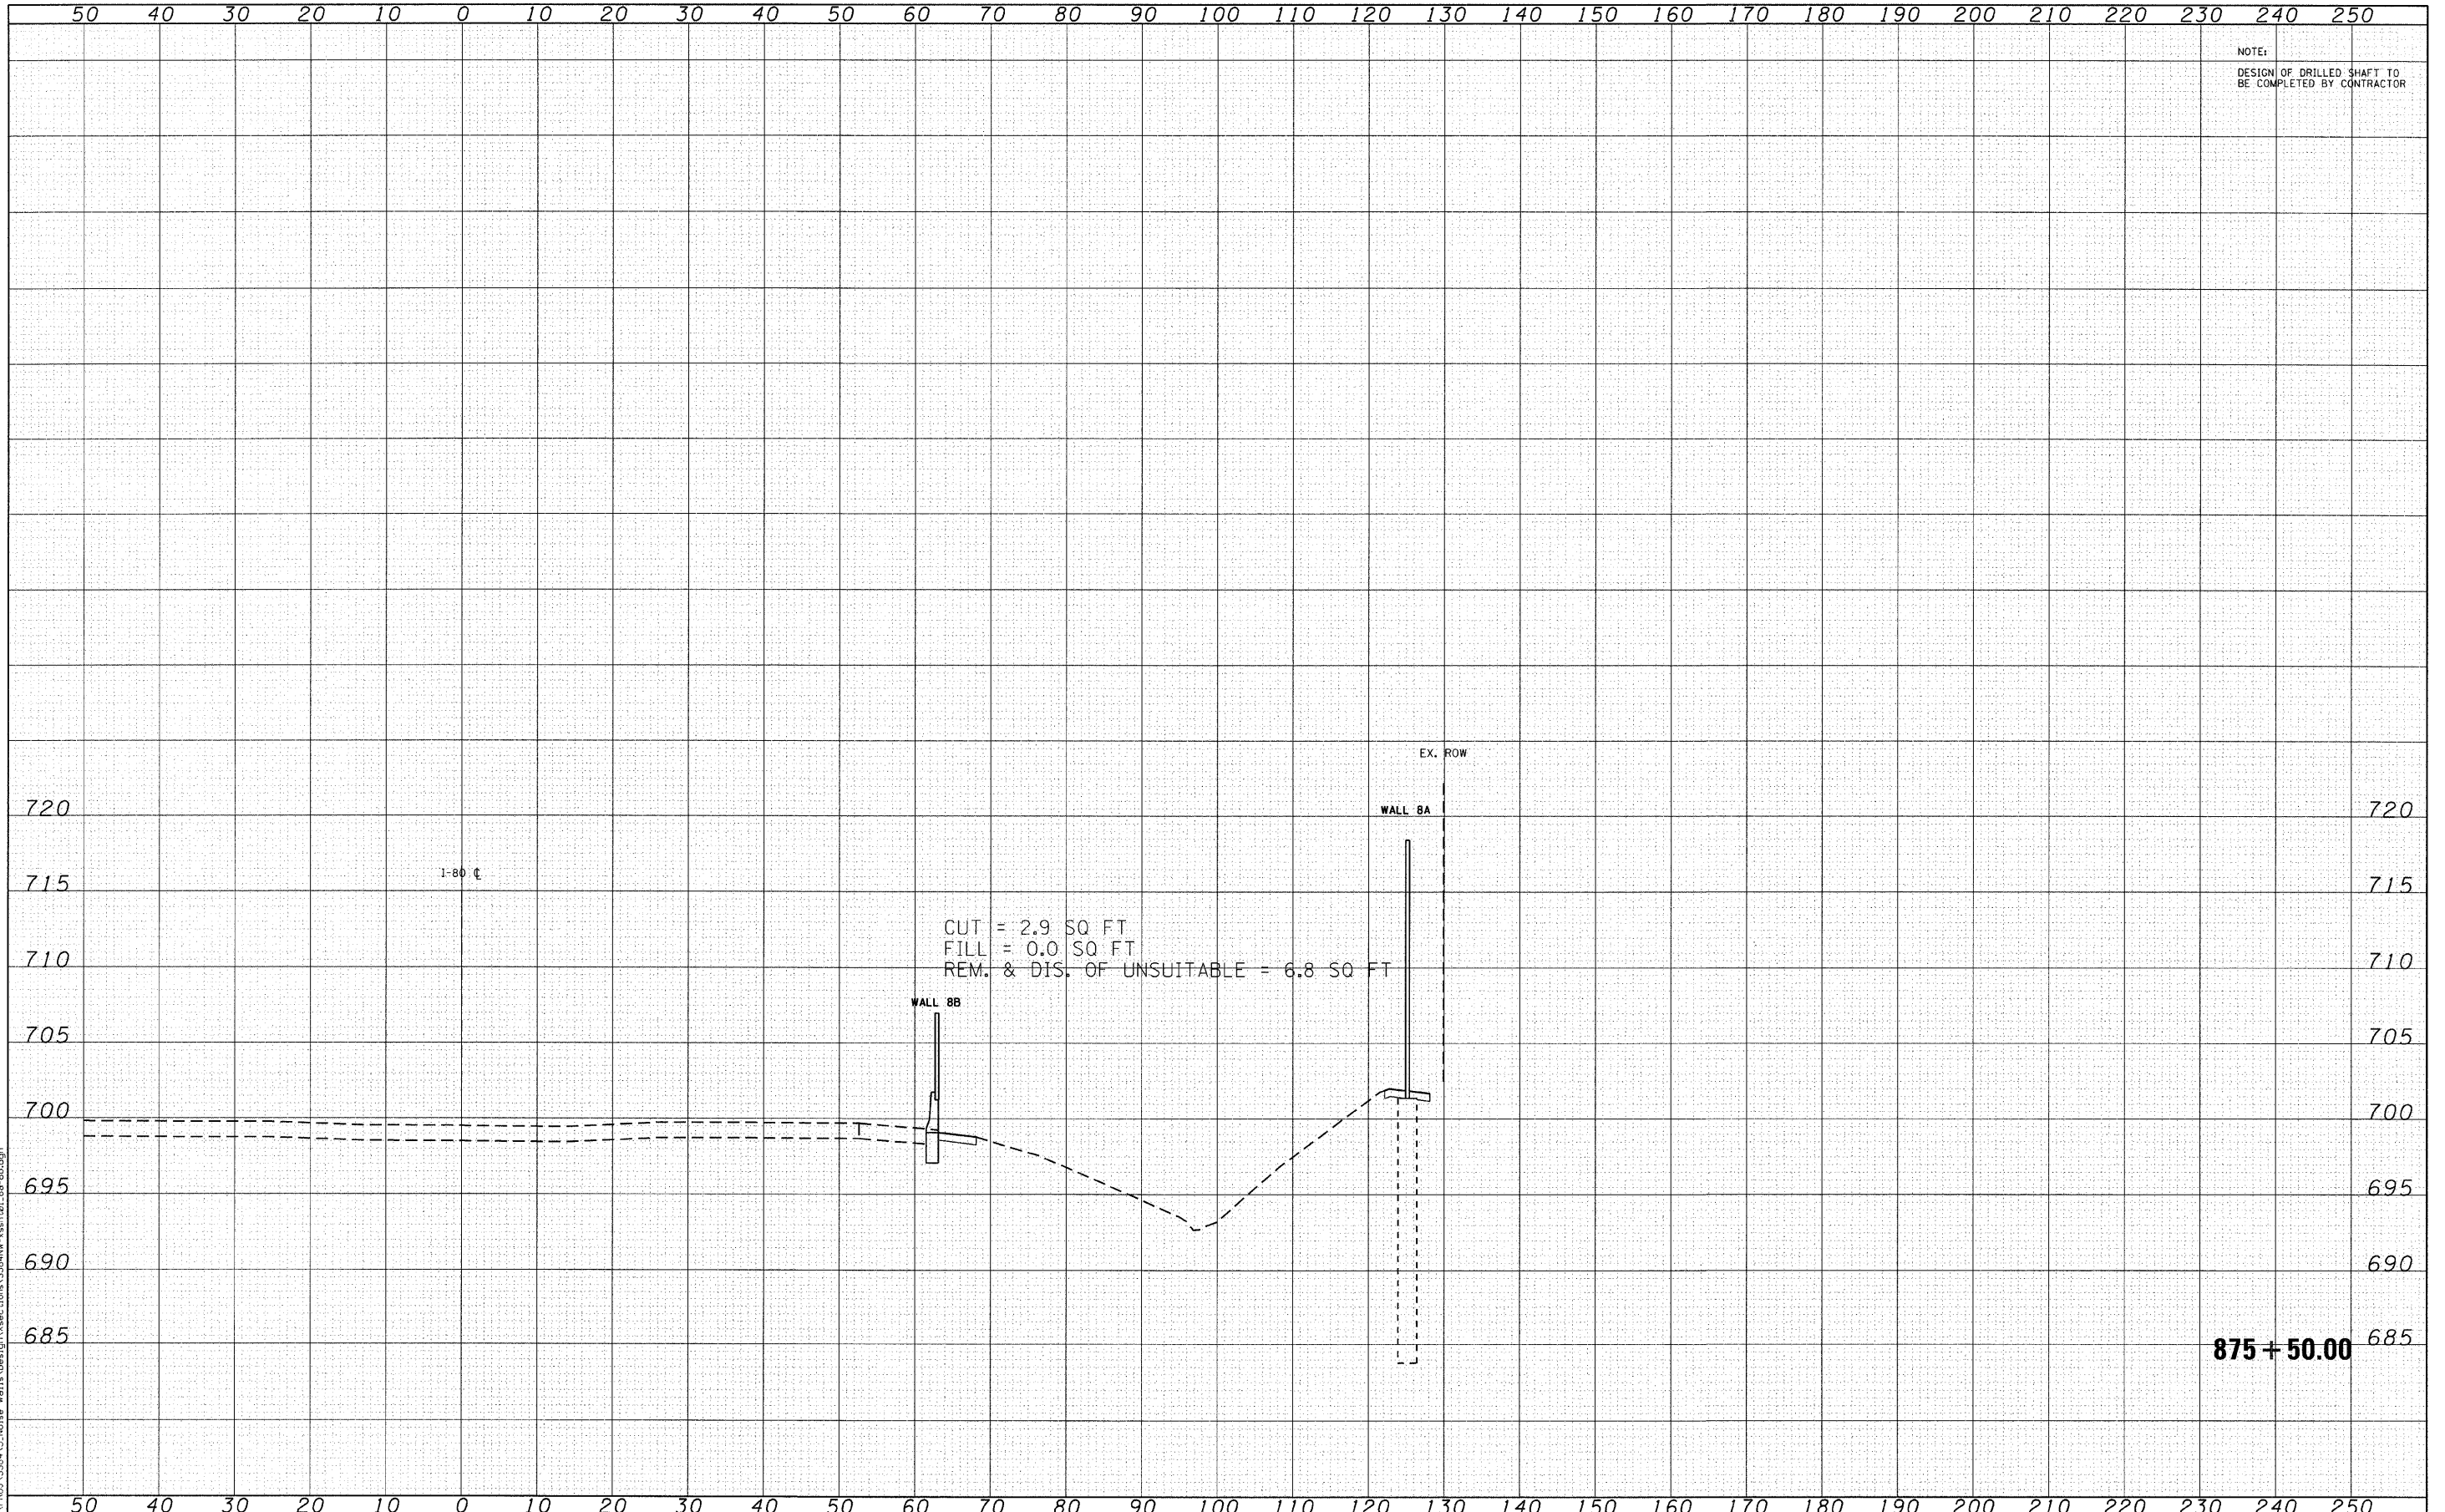 50 40 30 20 10 0 10 20 30 40 50 60 70 80 90 100 110 120 130 140 150 160 170 180 190 200 210 220 230 240 250
NOTE:
DESIGN OF DRILLED SHAFT TO
BE COMPLETED BY CONTRACTOR
EX. ROW
720 WALL 8A 720
I-80 ℄
715 715
CUT = 2.9 SQ FT
FILL = 0.0 SQ FT
710 710
REM. & DIS. OF UNSUITABLE = 6.8 SQ FT
WALL 8B
705 705
700 700
695 695
690 690
685 685
875+50.00
50 40 30 20 10 0 10 20 30 40 50 60 70 80 90 100 110 120 130 140 150 160 170 180 190 200 210 220 230 240 250